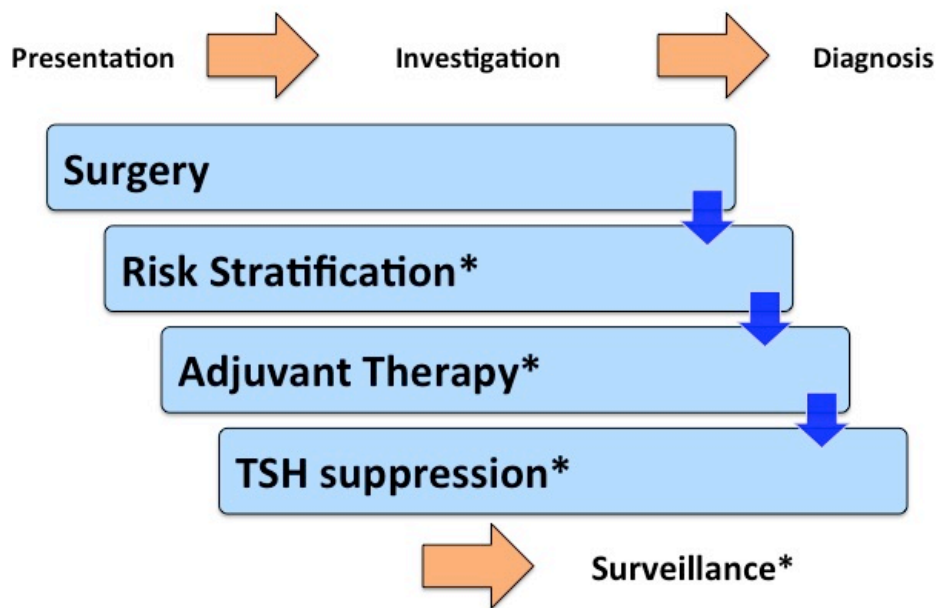 Presentation
Investigation
Diagnosis
Surgery
Risk Stratification*
Adjuvant Therapy*
TSH suppression*
Surveillance*